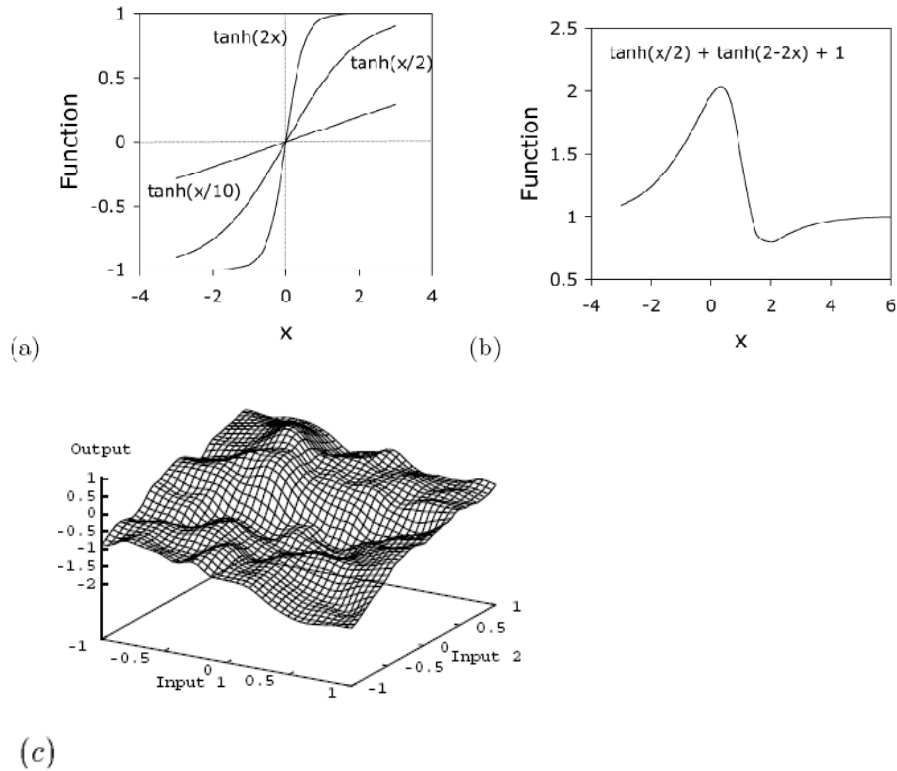 1
tanh(2x)
tanh(x/2)
0.5
Function
0
tanh(x/10)
-0.5
-1
-4 -2 0 2 4
x
(a)
2.5
tanh(x/2) + tanh(2-2x) + 1
2
Function
1.5
1
0.5
-4 -2 0 2 4 6
x
(b)
Output
1
0.5
0
-0.5
-1
-1.5
-2
-1 -0.5 0 0.5 1
Input 1
-1 -0.5 0 0.5 1
Input 2
(c)